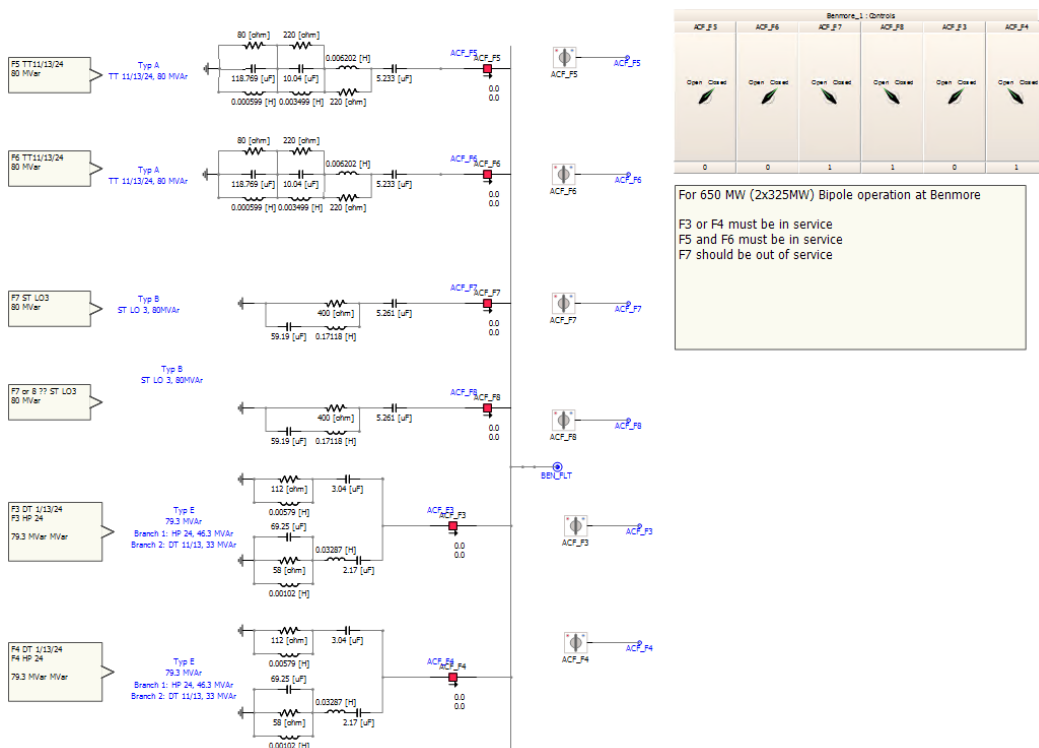 F5 TT11/13/24
80 MVar
Typ A
TT 11/13/24, 80 MVar
80 [ohm]
220 [ohm]
0.006202 [H]
118.769 [uF]
10.04 [uF]
5.233 [uF]
0.000599 [H]
0.003499 [H]
220 [ohm]
ACF_F5
ACF_F5
0.0
0.0
ACF_F5
ACF_F5
F6 TT11/13/24
80 MVar
Typ A
TT 11/13/24, 80 MVar
80 [ohm]
220 [ohm]
0.006202 [H]
118.769 [uF]
10.04 [uF]
5.233 [uF]
0.000599 [H]
0.003499 [H]
220 [ohm]
ACF_F6
ACF_F6
0.0
0.0
ACF_F6
ACF_F6
F7 ST LO3
80 MVar
Typ B
ST LO 3, 80MVAr
400 [ohm]
5.261 [uF]
59.19 [uF]
0.17118 [H]
ACF_F7
ACF_F7
0.0
0.0
ACF_F7
ACF_F7
F7 or 8 ?? ST LO3
80 MVar
Typ B
ST LO 3, 80MVAr
400 [ohm]
5.261 [uF]
59.19 [uF]
0.17118 [H]
ACF_F8
ACF_F8
0.0
0.0
ACF_F8
ACF_F8
BEN_FLT
F3 DT 1/13/24
F3 HP 24
79.3 MVar MVar
Typ E
79.3 MVAr
Branch 1: HP 24, 46.3 MVAr
Branch 2: DT 11/13, 33 MVAr
112 [ohm]
3.04 [uF]
0.00579 [H]
69.25 [uF]
0.03287 [H]
58 [ohm]
2.17 [uF]
0.00102 [H]
ACF_F3
ACF_F3
0.0
0.0
ACF_F3
ACF_F3
F4 DT 1/13/24
F4 HP 24
79.3 MVar MVar
Typ E
79.3 MVAr
Branch 1: HP 24, 46.3 MVAr
Branch 2: DT 11/13, 33 MVAr
112 [ohm]
3.04 [uF]
0.00579 [H]
69.25 [uF]
0.03287 [H]
58 [ohm]
2.17 [uF]
0.00102 [H]
ACF_F4
ACF_F4
0.0
0.0
ACF_F4
ACF_F4
Benmore_1 : Controls
ACF_F5 ACF_F6 ACF_F7 ACF_F8 ACF_F3 ACF_F4
Open Closed Open Closed Open Closed Open Closed Open Closed Open Closed
0 0 1 1 0 1
For 650 MW (2x325MW) Bipole operation at Benmore
F3 or F4 must be in service
F5 and F6 must be in service
F7 should be out of service